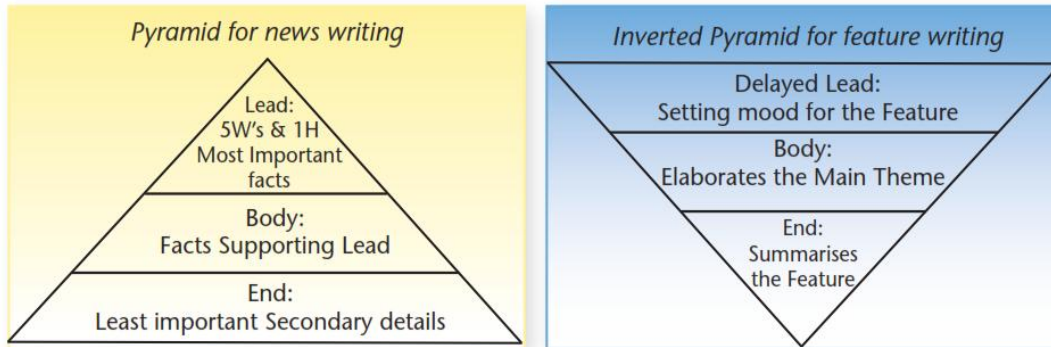 Pyramid for news writing
Lead:
5W's & 1H
Most Important
facts
Body:
Facts Supporting Lead
End:
Least important Secondary details
Inverted Pyramid for feature writing
Delayed Lead:
Setting mood for the Feature
Body:
Elaborates the Main Theme
End:
Summarises
the Feature